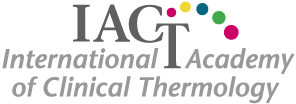 IACT
International Academy
of Clinical Thermology